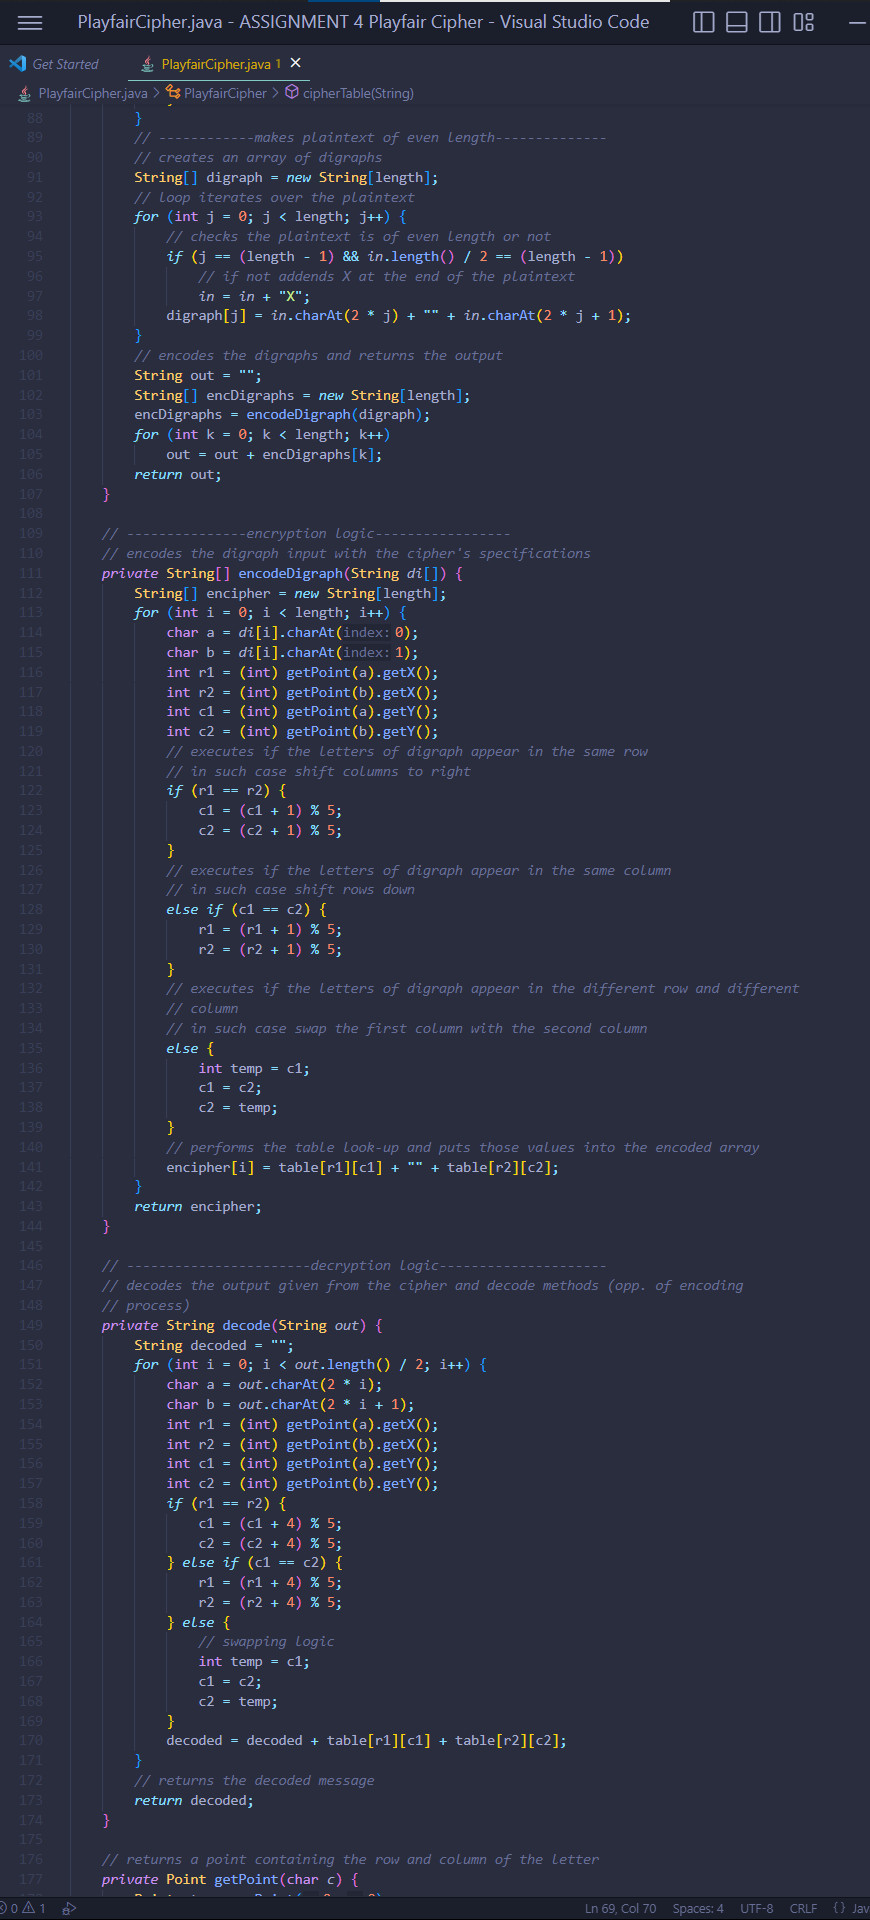 PlayfairCipher.java - ASSIGNMENT 4 Playfair Cipher - Visual Studio Code
Get Started PlayfairCipher.java 1
PlayfairCipher.java > PlayfairCipher > cipherTable(String)
88 }
89 // ------------makes plaintext of even length--------------
90 // creates an array of digraphs
91 String[] digraph = new String[length];
92 // loop iterates over the plaintext
93 for (int j = 0; j < length; j++) {
94 // checks the plaintext is of even length or not
95 if (j == (length - 1) && in.length() / 2 == (length - 1))
96 // if not addends X at the end of the plaintext
97 in = in + "X";
98 digraph[j] = in.charAt(2 * j) + "" + in.charAt(2 * j + 1);
99 }
100 // encodes the digraphs and returns the output
101 String out = "";
102 String[] encDigraphs = new String[length];
103 encDigraphs = encodeDigraph(digraph);
104 for (int k = 0; k < length; k++)
105 out = out + encDigraphs[k];
106 return out;
107 }
108
109 // ---------------encryption logic-----------------
110 // encodes the digraph input with the cipher's specifications
111 private String[] encodeDigraph(String di[]) {
112 String[] encipher = new String[length];
113 for (int i = 0; i < length; i++) {
114 char a = di[i].charAt(index: 0);
115 char b = di[i].charAt(index: 1);
116 int r1 = (int) getPoint(a).getX();
117 int r2 = (int) getPoint(b).getX();
118 int c1 = (int) getPoint(a).getY();
119 int c2 = (int) getPoint(b).getY();
120 // executes if the letters of digraph appear in the same row
121 // in such case shift columns to right
122 if (r1 == r2) {
123 c1 = (c1 + 1) % 5;
124 c2 = (c2 + 1) % 5;
125 }
126 // executes if the letters of digraph appear in the same column
127 // in such case shift rows down
128 else if (c1 == c2) {
129 r1 = (r1 + 1) % 5;
130 r2 = (r2 + 1) % 5;
131 }
132 // executes if the letters of digraph appear in the different row and different
133 // column
134 // in such case swap the first column with the second column
135 else {
136 int temp = c1;
137 c1 = c2;
138 c2 = temp;
139 }
140 // performs the table look-up and puts those values into the encoded array
141 encipher[i] = table[r1][c1] + "" + table[r2][c2];
142 }
143 return encipher;
144 }
145
146 // -----------------------decryption logic---------------------
147 // decodes the output given from the cipher and decode methods (opp. of encoding
148 // process)
149 private String decode(String out) {
150 String decoded = "";
151 for (int i = 0; i < out.length() / 2; i++) {
152 char a = out.charAt(2 * i);
153 char b = out.charAt(2 * i + 1);
154 int r1 = (int) getPoint(a).getX();
155 int r2 = (int) getPoint(b).getX();
156 int c1 = (int) getPoint(a).getY();
157 int c2 = (int) getPoint(b).getY();
158 if (r1 == r2) {
159 c1 = (c1 + 4) % 5;
160 c2 = (c2 + 4) % 5;
161 } else if (c1 == c2) {
162 r1 = (r1 + 4) % 5;
163 r2 = (r2 + 4) % 5;
164 } else {
165 // swapping logic
166 int temp = c1;
167 c1 = c2;
168 c2 = temp;
169 }
170 decoded = decoded + table[r1][c1] + table[r2][c2];
171 }
172 // returns the decoded message
173 return decoded;
174 }
175
176 // returns a point containing the row and column of the letter
177 private Point getPoint(char c) {
0 1 Ln 69, Col 70 Spaces: 4 UTF-8 CRLF {} Jav